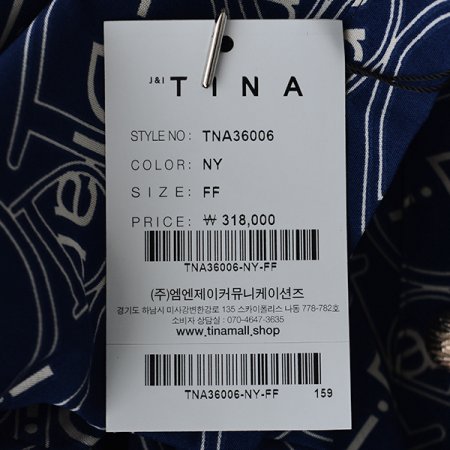 J&I
TINA
STYLE NO : TNA36006
COLOR : NY
SIZE : FF
PRICE : ₩ 318,000
TNA36006-NY-FF
(주)엠엔제이커뮤니케이션즈
경기도 하남시 미사강변한강로 135 스카이폴리스 나동 778-782호
소비자 상담실 : 070-4647-3635
www.tinamall.shop
TNA36006-NY-FF 159